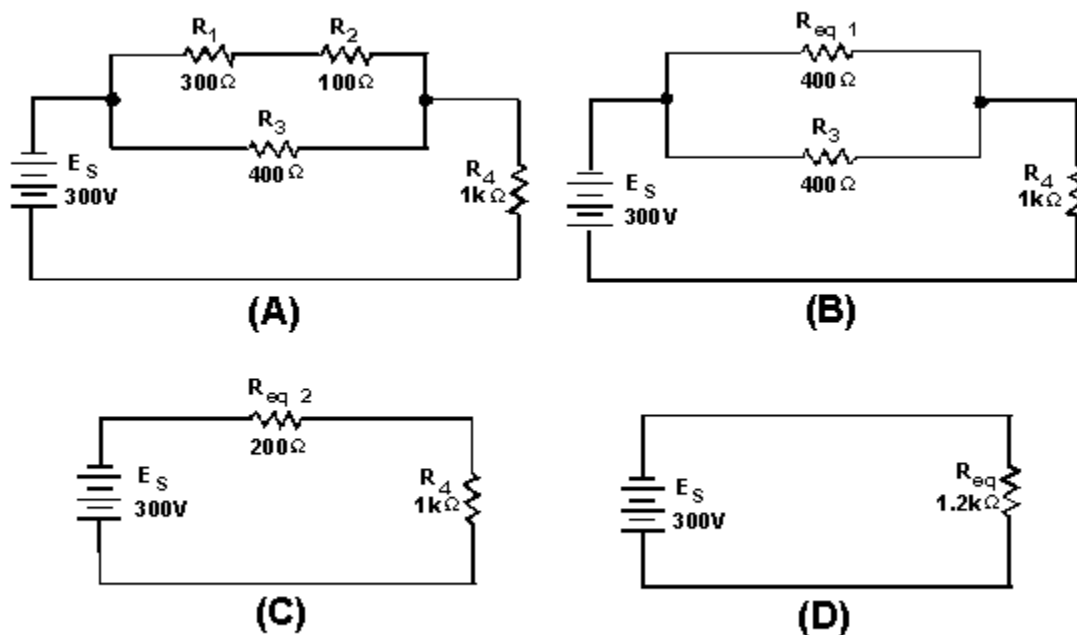 R1
300Ω
R2
100Ω
R3
400Ω
ES
300V
R4
1kΩ
(A)
Req 1
400Ω
R3
400Ω
ES
300V
R4
1kΩ
(B)
Req 2
200Ω
ES
300V
R4
1kΩ
(C)
ES
300V
Req
1.2kΩ
(D)